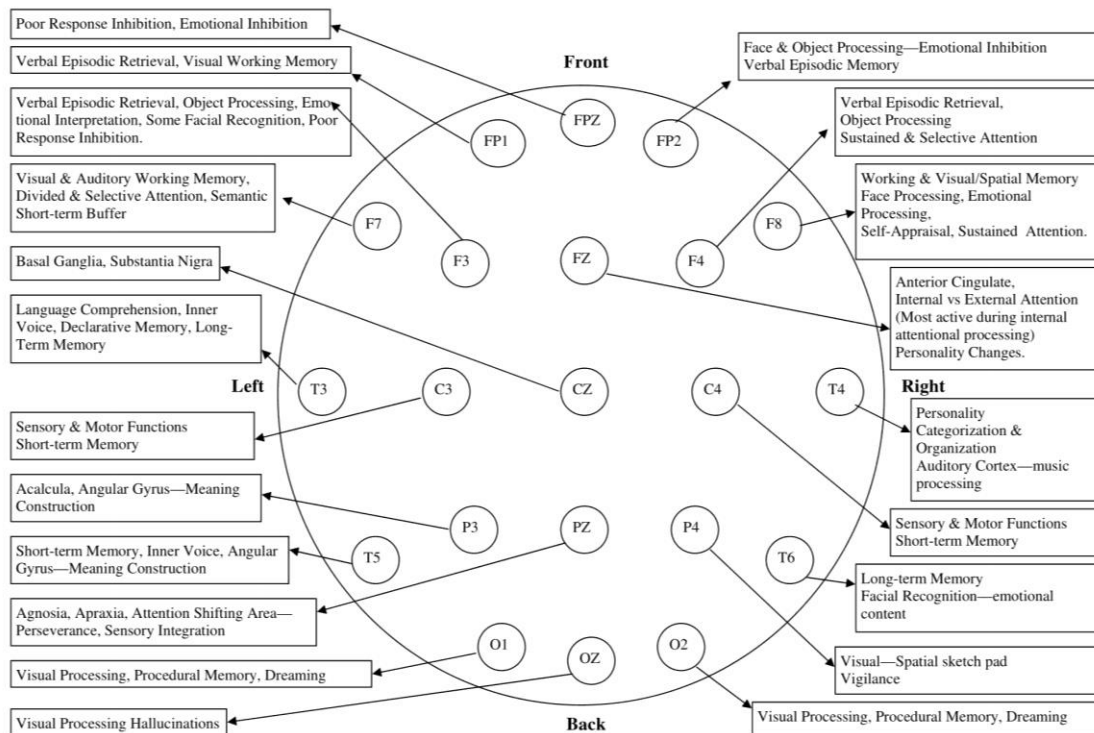 Poor Response Inhibition, Emotional Inhibition
Verbal Episodic Retrieval, Visual Working Memory
Front
Face & Object Processing—Emotional Inhibition
Verbal Episodic Memory
Verbal Episodic Retrieval, Object Processing, Emo-
tional Interpretation, Some Facial Recognition, Poor
Response Inhibition.
FP1
FPZ
FP2
Verbal Episodic Retrieval,
Object Processing
Sustained & Selective Attention
Visual & Auditory Working Memory,
Divided & Selective Attention, Semantic
Short-term Buffer
F7
F3
FZ
F4
F8
Working & Visual/Spatial Memory
Face Processing, Emotional
Processing,
Self-Appraisal, Sustained Attention.
Basal Ganglia, Substantia Nigra
Anterior Cingulate,
Internal vs External Attention
(Most active during internal
attentional processing)
Personality Changes.
Language Comprehension, Inner
Voice, Declarative Memory, Long-
Term Memory
Left
T3
C3
CZ
C4
T4
Right
Personality
Categorization &
Organization
Auditory Cortex—music
processing
Sensory & Motor Functions
Short-term Memory
Acalcula, Angular Gyrus—Meaning
Construction
P3
PZ
P4
Sensory & Motor Functions
Short-term Memory
Short-term Memory, Inner Voice, Angular
Gyrus—Meaning Construction
T5
T6
Long-term Memory
Facial Recognition—emotional
content
Agnosia, Apraxia, Attention Shifting Area—
Perseverance, Sensory Integration
O1
OZ
O2
Visual—Spatial sketch pad
Vigilance
Visual Processing, Procedural Memory, Dreaming
Visual Processing Hallucinations
Back
Visual Processing, Procedural Memory, Dreaming